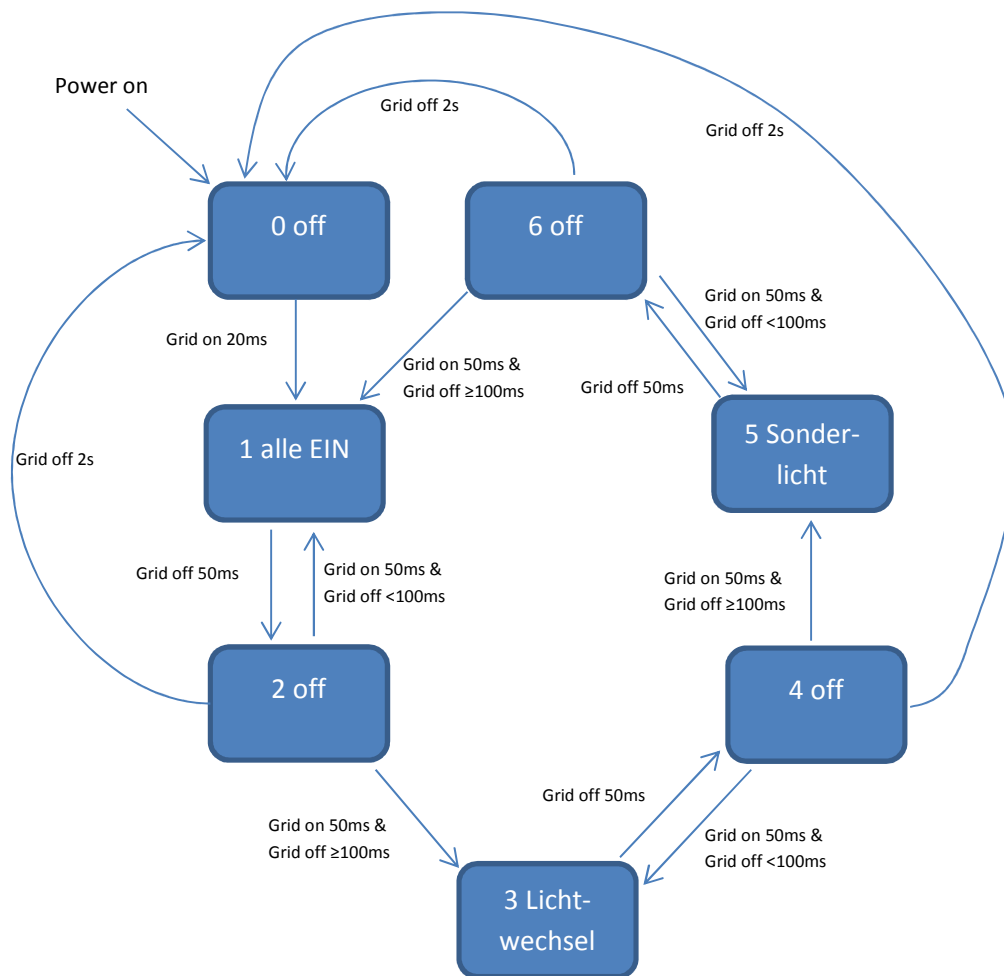 Power on
Grid off 2s
Grid off 2s
0 off
6 off
Grid on 50ms &
Grid off <100ms
Grid on 20ms
Grid on 50ms &
Grid off ≥100ms
Grid off 50ms
1 alle EIN
5 Sonder-
licht
Grid off 2s
Grid off 50ms
Grid on 50ms &
Grid off <100ms
Grid on 50ms &
Grid off ≥100ms
2 off
4 off
Grid off 50ms
Grid on 50ms &
Grid off ≥100ms
Grid on 50ms &
Grid off <100ms
3 Licht-
wechsel